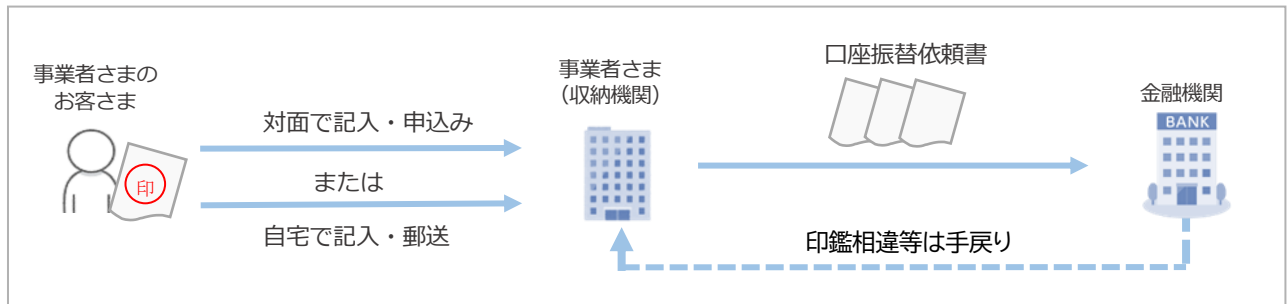 事業者さまの
お客さま
印
対面で記入・申込み
または
自宅で記入・郵送
事業者さま
（収納機関）
口座振替依頼書
金融機関
BANK
印鑑相違等は手戻り